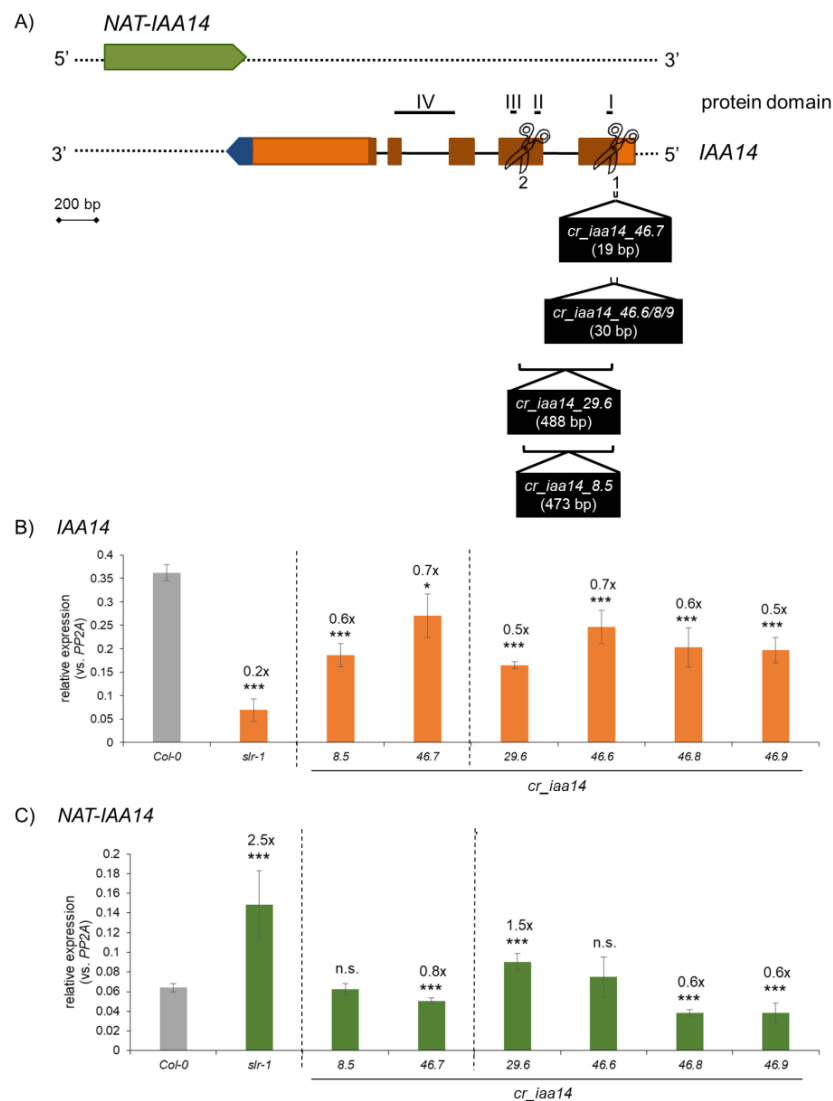 A)
NAT-IAA14
5’ 3’
IV III II I protein domain
3’ 5’ IAA14
2 1
200 bp
cr_iaa14_46.7
(19 bp)
cr_iaa14_46.6/8/9
(30 bp)
cr_iaa14_29.6
(488 bp)
cr_iaa14_8.5
(473 bp)
B) IAA14
relative expression
(vs. PP2A)
0.4
0.35
0.3
0.25
0.2
0.15
0.1
0.05
0
0.2x
***
0.6x
***
0.7x
*
0.5x
***
0.7x
***
0.6x
***
0.5x
***
Col-0 slr-1 8.5 46.7 29.6 46.6 46.8 46.9
cr_iaa14
C) NAT-IAA14
relative expression
(vs. PP2A)
0.2
0.18
0.16
0.14
0.12
0.1
0.08
0.06
0.04
0.02
0
2.5x
***
n.s.
0.8x
***
1.5x
***
n.s.
0.6x
***
0.6x
***
Col-0 slr-1 8.5 46.7 29.6 46.6 46.8 46.9
cr_iaa14